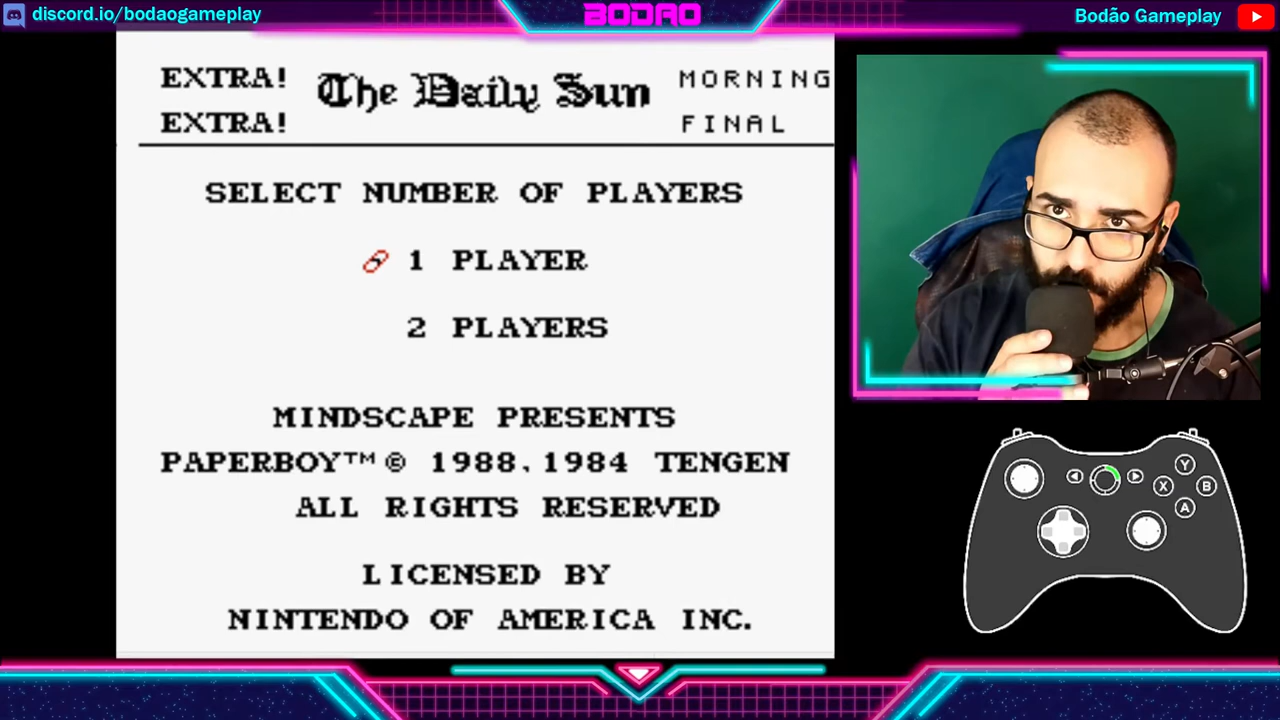 discord.io/bodaogameplay
BODAO
Bodão Gameplay
EXTRA!
EXTRA!
The Daily Sun
MORNING
FINAL
SELECT NUMBER OF PLAYERS
1 PLAYER
2 PLAYERS
MINDSCAPE PRESENTS
PAPERBOY™© 1988,1984 TENGEN
ALL RIGHTS RESERVED
LICENSED BY
NINTENDO OF AMERICA INC.
Y
X
B
A